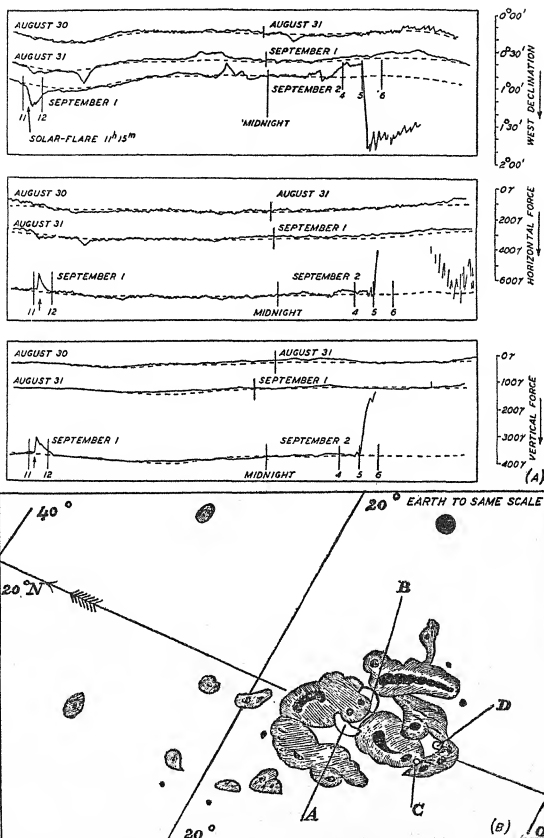 AUGUST 30
AUGUST 31
AUGUST 31
SEPTEMBER 1
SEPTEMBER 1
SEPTEMBER 2
4
5
6
11
12
MIDNIGHT
SOLAR-FLARE 11ʰ15ᵐ
0°00'
0°30'
1°00'
1°30'
2°00'
WEST DECLINATION
AUGUST 30
AUGUST 31
AUGUST 31
SEPTEMBER 1
SEPTEMBER 1
SEPTEMBER 2
11
12
MIDNIGHT
4
5
6
0γ
200γ
400γ
600γ
HORIZONTAL FORCE
AUGUST 30
AUGUST 31
AUGUST 31
SEPTEMBER 1
SEPTEMBER 1
SEPTEMBER 2
11
12
MIDNIGHT
4
5
6
0γ
100γ
200γ
300γ
400γ
VERTICAL FORCE
(A)
40°
20°
EARTH TO SAME SCALE
20°N
B
D
A
C
20°
(B)
0